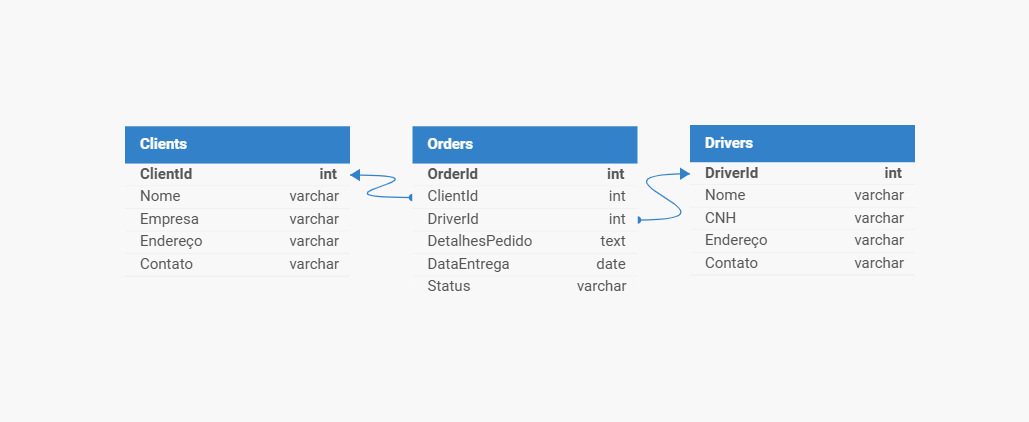 Clients
ClientId int
Nome varchar
Empresa varchar
Endereço varchar
Contato varchar
Orders
OrderId int
ClientId int
DriverId int
DetalhesPedido text
DataEntrega date
Status varchar
Drivers
DriverId int
Nome varchar
CNH varchar
Endereço varchar
Contato varchar